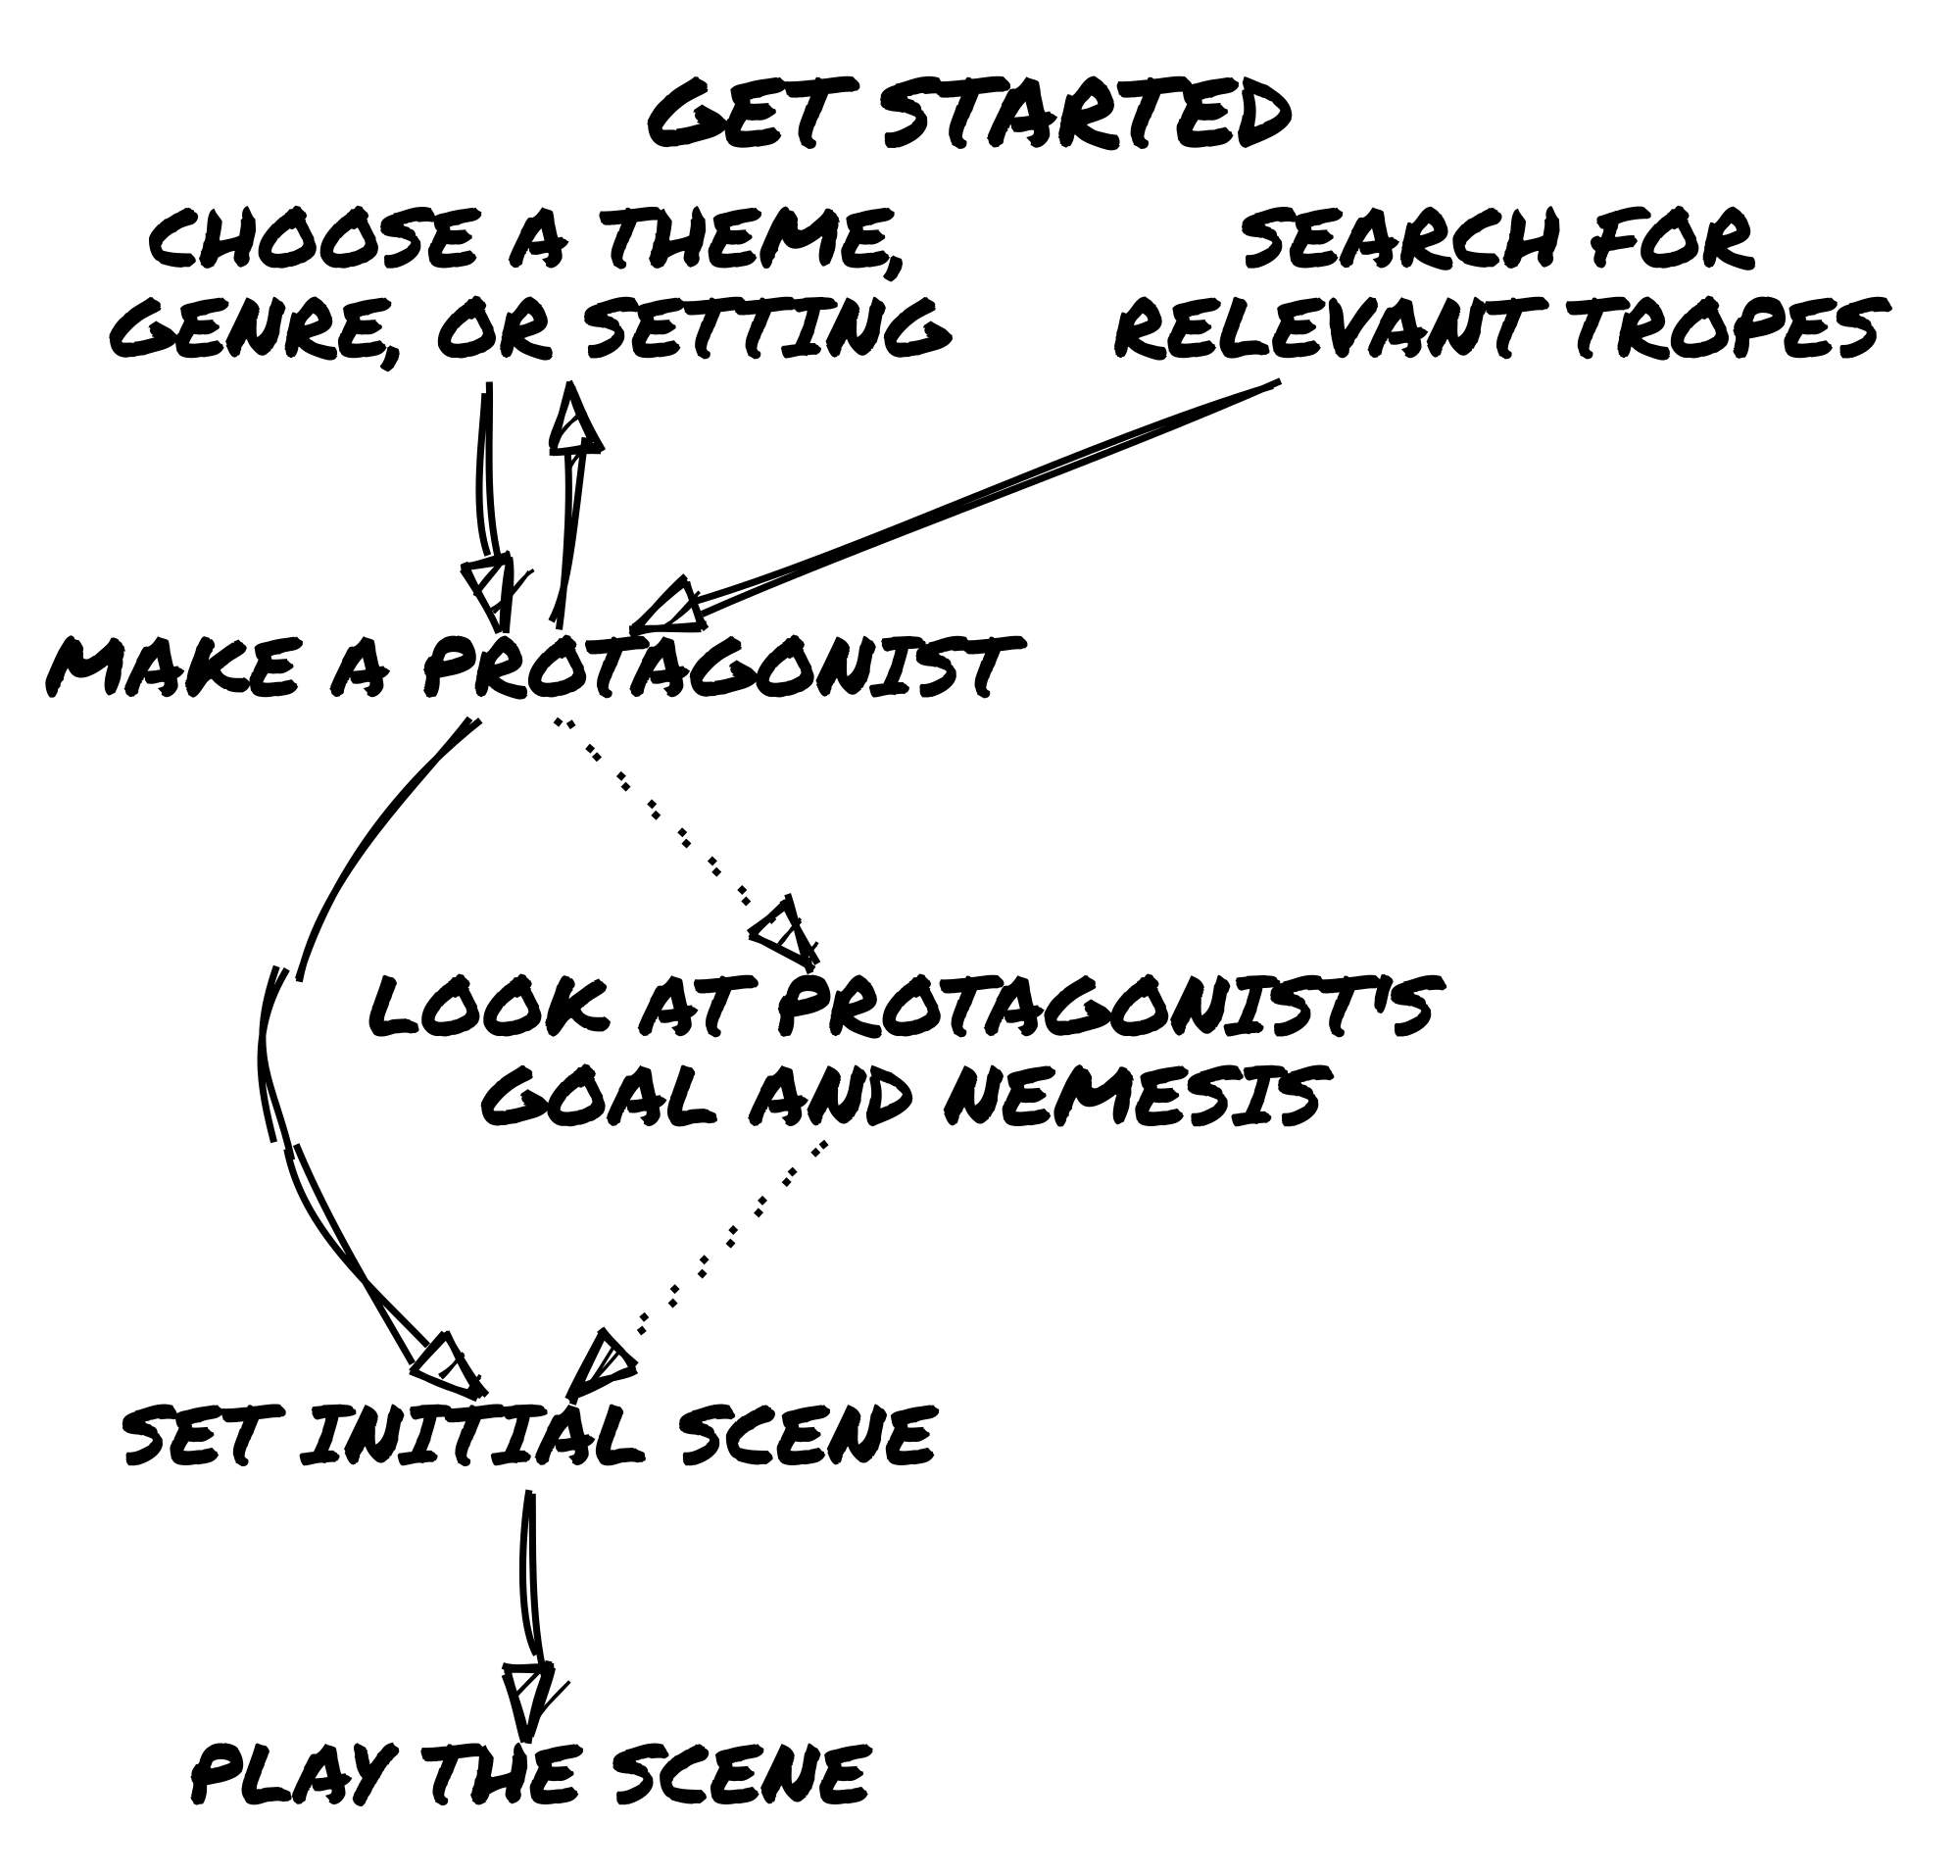 GET STARTED
CHOOSE A THEME,
GENRE, OR SETTING
SEARCH FOR
RELEVANT TROPES
MAKE A PROTAGONIST
LOOK AT PROTAGONIST'S
GOAL AND NEMESIS
SET INITIAL SCENE
PLAY THE SCENE